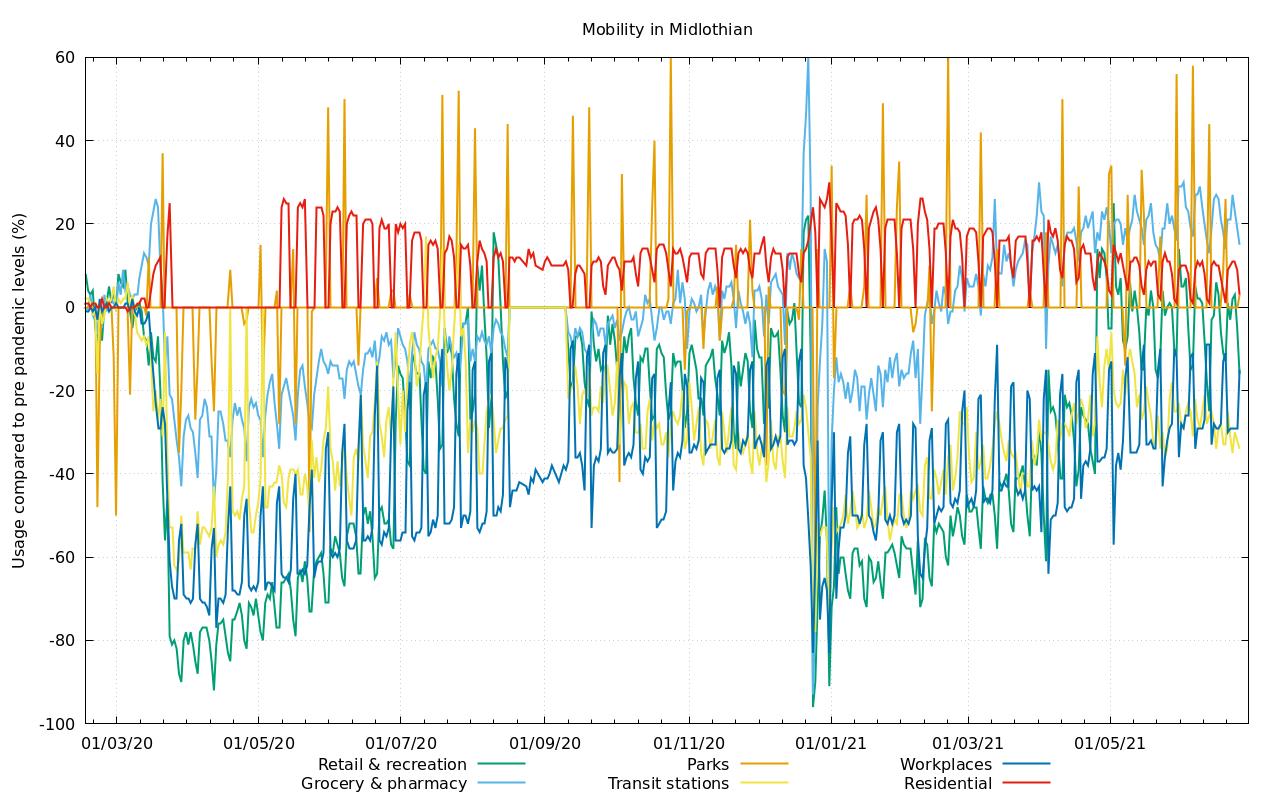 Mobility in Midlothian
Usage compared to pre pandemic levels (%)
60
40
20
0
-20
-40
-60
-80
-100
01/03/20 01/05/20 01/07/20 01/09/20 01/11/20 01/01/21 01/03/21 01/05/21
Retail & recreation Parks Workplaces
Grocery & pharmacy Transit stations Residential